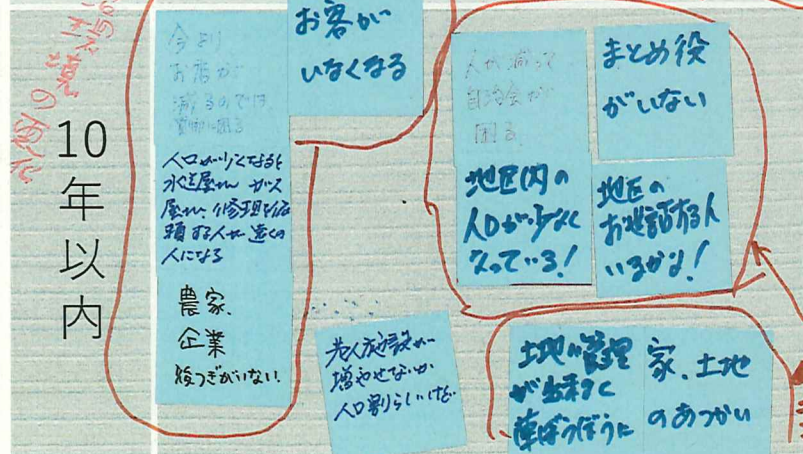 10年以内
今より
お店が
減るのでは
買物に困る
お客が
いなくなる
人口が少くなると
水道屋さん ガス
屋さん、修理を依
頼する人が遠くの
人になる
農家、
企業
後つぎがいない、
人が減って
自治会が
困る
まとめ役
がいない
地区内の
人口が少なく
なっている!
地区の
お世話する人
いるかな!
老人施設が
増やせないか
人口割らしいけど
土地の管理
が出来なく
草ぼうぼうに
家、土地
のあつかい